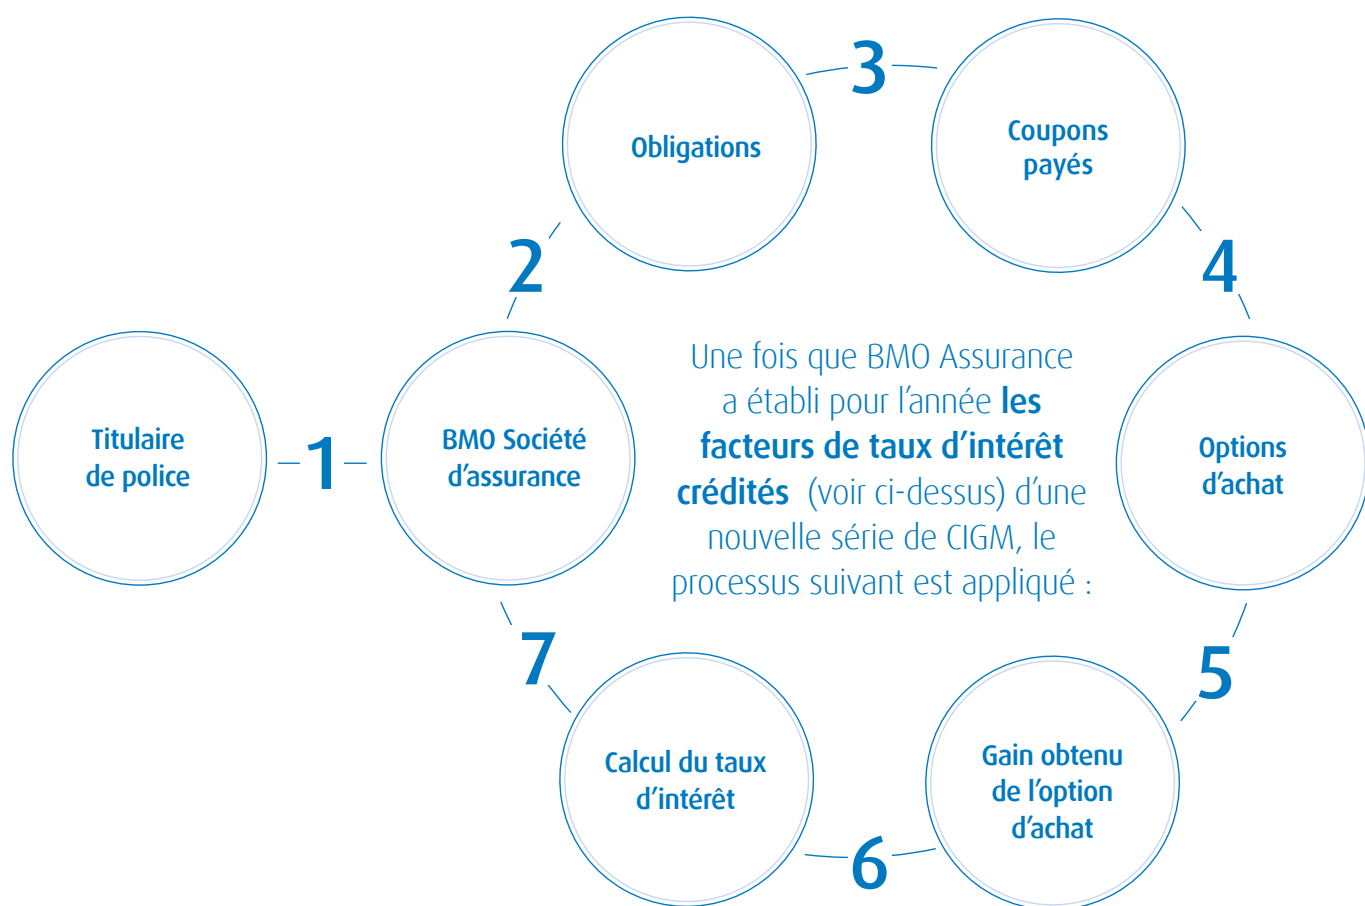 3
Obligations
Coupons
payés
2
4
Une fois que BMO Assurance
a établi pour l’année les
facteurs de taux d’intérêt
crédités (voir ci-dessus) d’une
nouvelle série de CIGM, le
processus suivant est appliqué :
Titulaire
de police
1
BMO Société
d’assurance
Options
d’achat
7
5
Calcul du taux
d’intérêt
Gain obtenu
de l’option
d’achat
6